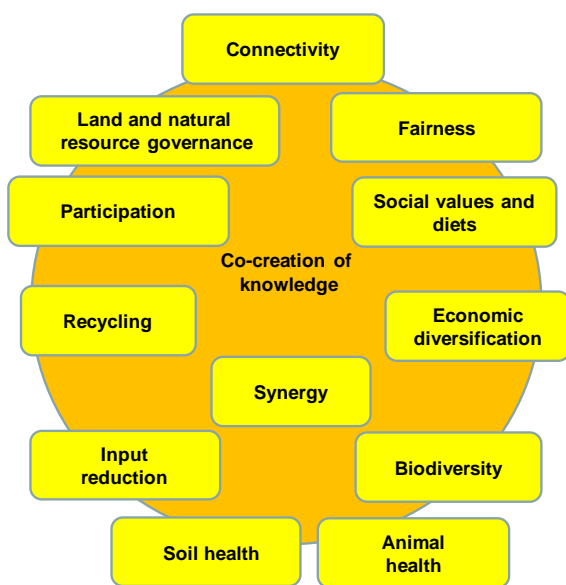 Connectivity
Land and natural
resource governance
Fairness
Participation
Social values and
diets
Co-creation of
knowledge
Recycling
Economic
diversification
Synergy
Input
reduction
Biodiversity
Soil health
Animal
health